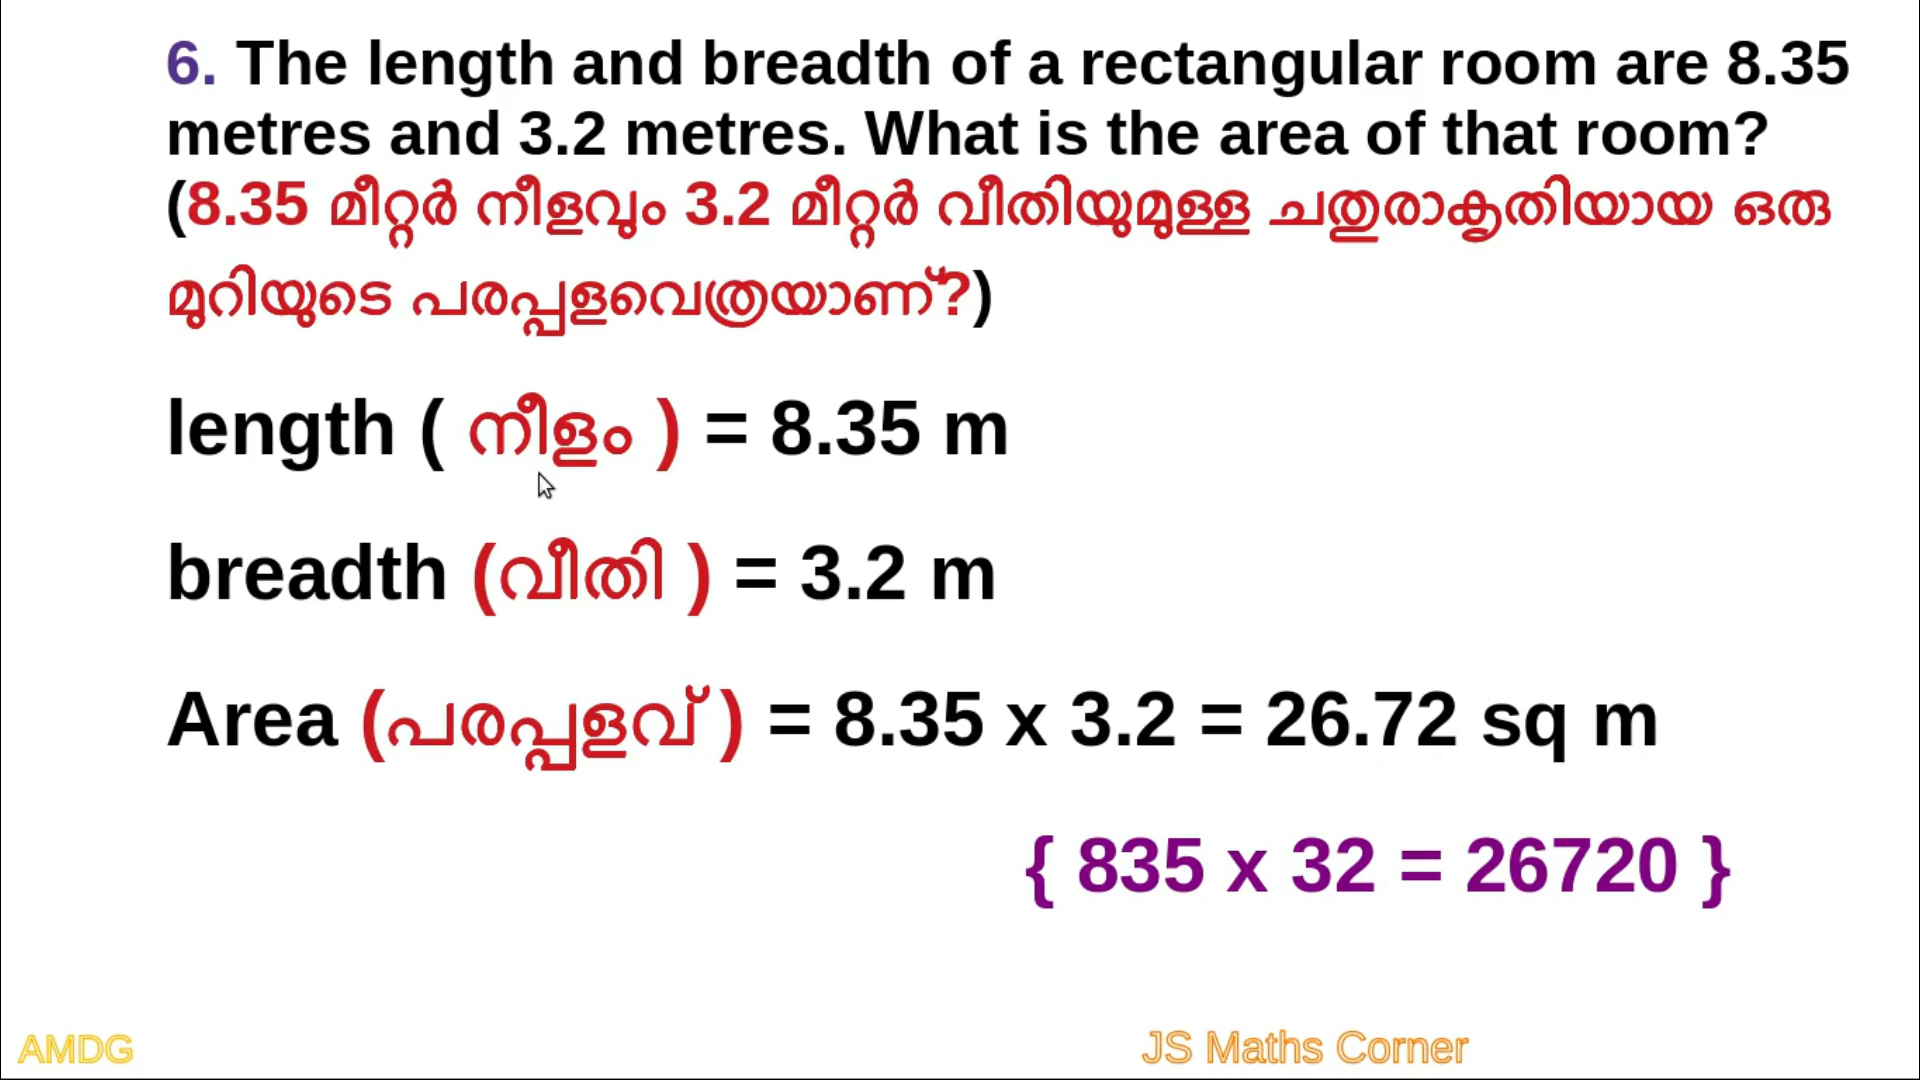 6. The length and breadth of a rectangular room are 8.35
metres and 3.2 metres. What is the area of that room?
(8.35 മീറ്റർ നീളവും 3.2 മീറ്റർ വീതിയുമുള്ള ചതുരാകൃതിയായ ഒരു
മുറിയുടെ പരപ്പളവെത്രയാണ്?)
length ( നീളം ) = 8.35 m
breadth (വീതി ) = 3.2 m
Area (പരപ്പളവ് ) = 8.35 x 3.2 = 26.72 sq m
{ 835 x 32 = 26720 }
AMDG
JS Maths Corner